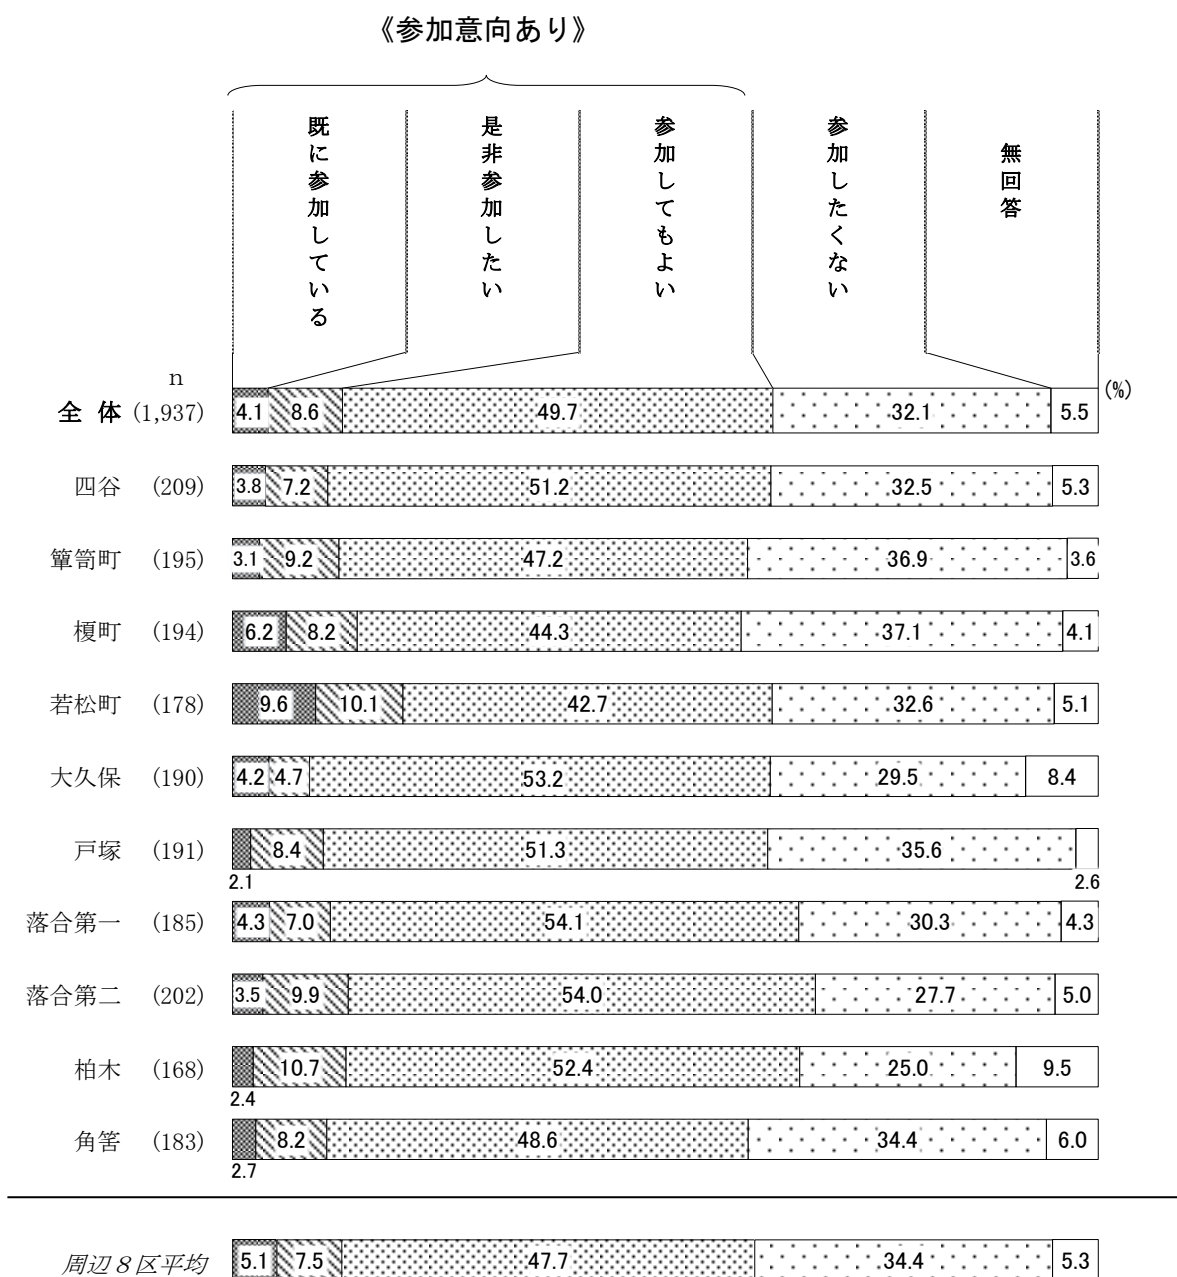 《参加意向あり》
既に参加している
是非参加したい
参加してもよい
参加したくない
無回答
n
(%)
全 体 (1,937) 4.1 8.6 49.7 32.1 5.5
四谷 (209) 3.8 7.2 51.2 32.5 5.3
簞笥町 (195) 3.1 9.2 47.2 36.9 3.6
榎町 (194) 6.2 8.2 44.3 37.1 4.1
若松町 (178) 9.6 10.1 42.7 32.6 5.1
大久保 (190) 4.2 4.7 53.2 29.5 8.4
戸塚 (191) 8.4 51.3 35.6
2.1 2.6
落合第一 (185) 4.3 7.0 54.1 30.3 4.3
落合第二 (202) 3.5 9.9 54.0 27.7 5.0
柏木 (168) 10.7 52.4 25.0 9.5
2.4
角筈 (183) 8.2 48.6 34.4 6.0
2.7
周辺８区平均 5.1 7.5 47.7 34.4 5.3